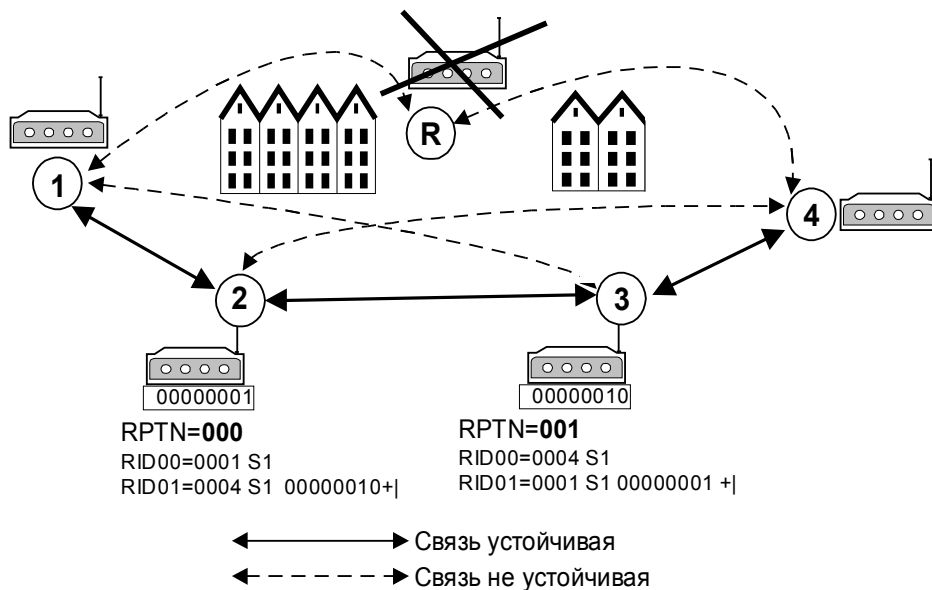 R
1
4
2
3
00000001
00000010
RPTN=000
RID00=0001 S1
RID01=0004 S1 00000010+|
RPTN=001
RID00=0004 S1
RID01=0001 S1 00000001 +|
Связь устойчивая
Связь не устойчивая